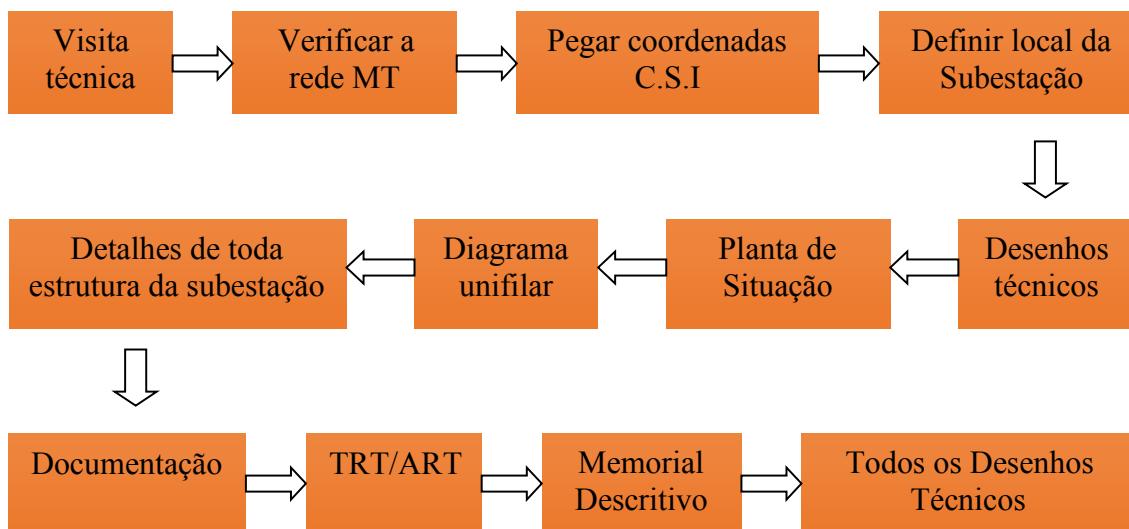 Visita
técnica
Verificar a
rede MT
Pegar coordenadas
C.S.I
Definir local da
Subestação
Desenhos
técnicos
Planta de
Situação
Diagrama
unifilar
Detalhes de toda
estrutura da subestação
Documentação
TRT/ART
Memorial
Descritivo
Todos os Desenhos
Técnicos